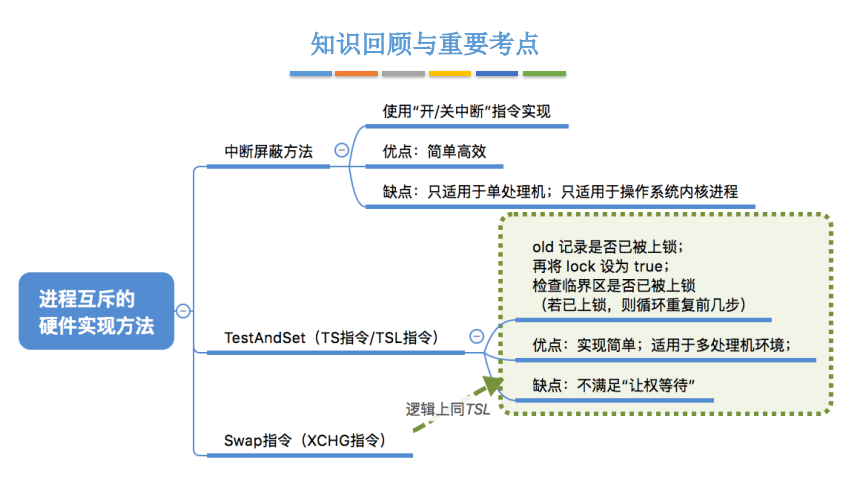 知识回顾与重要考点
使用“开/关中断”指令实现
中断屏蔽方法
优点：简单高效
缺点：只适用于单处理机；只适用于操作系统内核进程
进程互斥的
硬件实现方法
old 记录是否已被上锁；
再将 lock 设为 true；
检查临界区是否已被上锁
（若已上锁，则循环重复前几步）
TestAndSet（TS指令/TSL指令）
优点：实现简单；适用于多处理机环境；
缺点：不满足“让权等待”
逻辑上同TSL
Swap指令（XCHG指令）